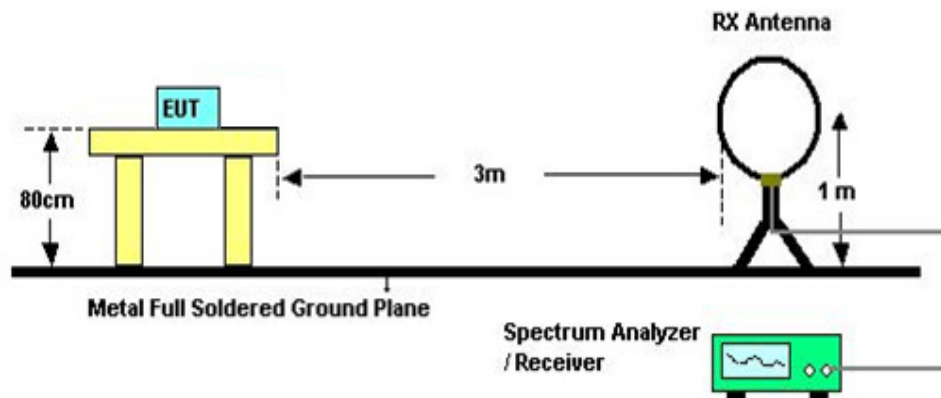 RX Antenna
EUT
80cm
3m
1 m
Metal Full Soldered Ground Plane
Spectrum Analyzer
/ Receiver